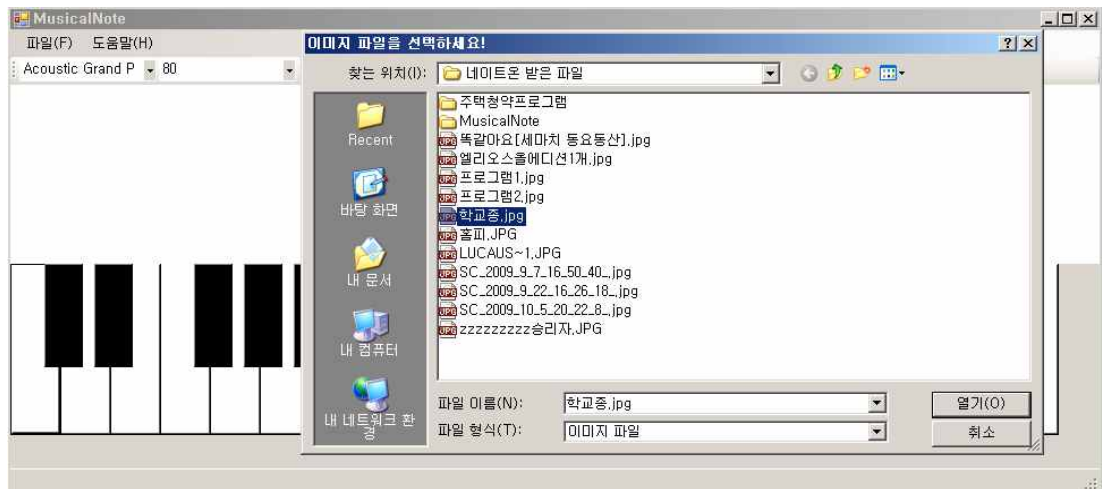 MusicalNote
파일(F) 도움말(H)
Acoustic Grand P 80
이미지 파일을 선택하세요!
찾는 위치(I): 네이트온 받은 파일
Recent
바탕 화면
내 문서
내 컴퓨터
내 네트워크 환경
주택청약프로그램
MusicalNote
똑같아요[세마치 동요동산].jpg
엘리오스올에디션1개.jpg
프로그램1.jpg
프로그램2.jpg
학교종.jpg
홈피.JPG
LUCAUS~1.JPG
SC_2009_9_7_16_50_40_.jpg
SC_2009_9_22_16_26_18_.jpg
SC_2009_10_5_20_22_8_.jpg
zzzzzzzzz승리자.JPG
파일 이름(N): 학교종.jpg 열기(O)
파일 형식(T): 이미지 파일 취소